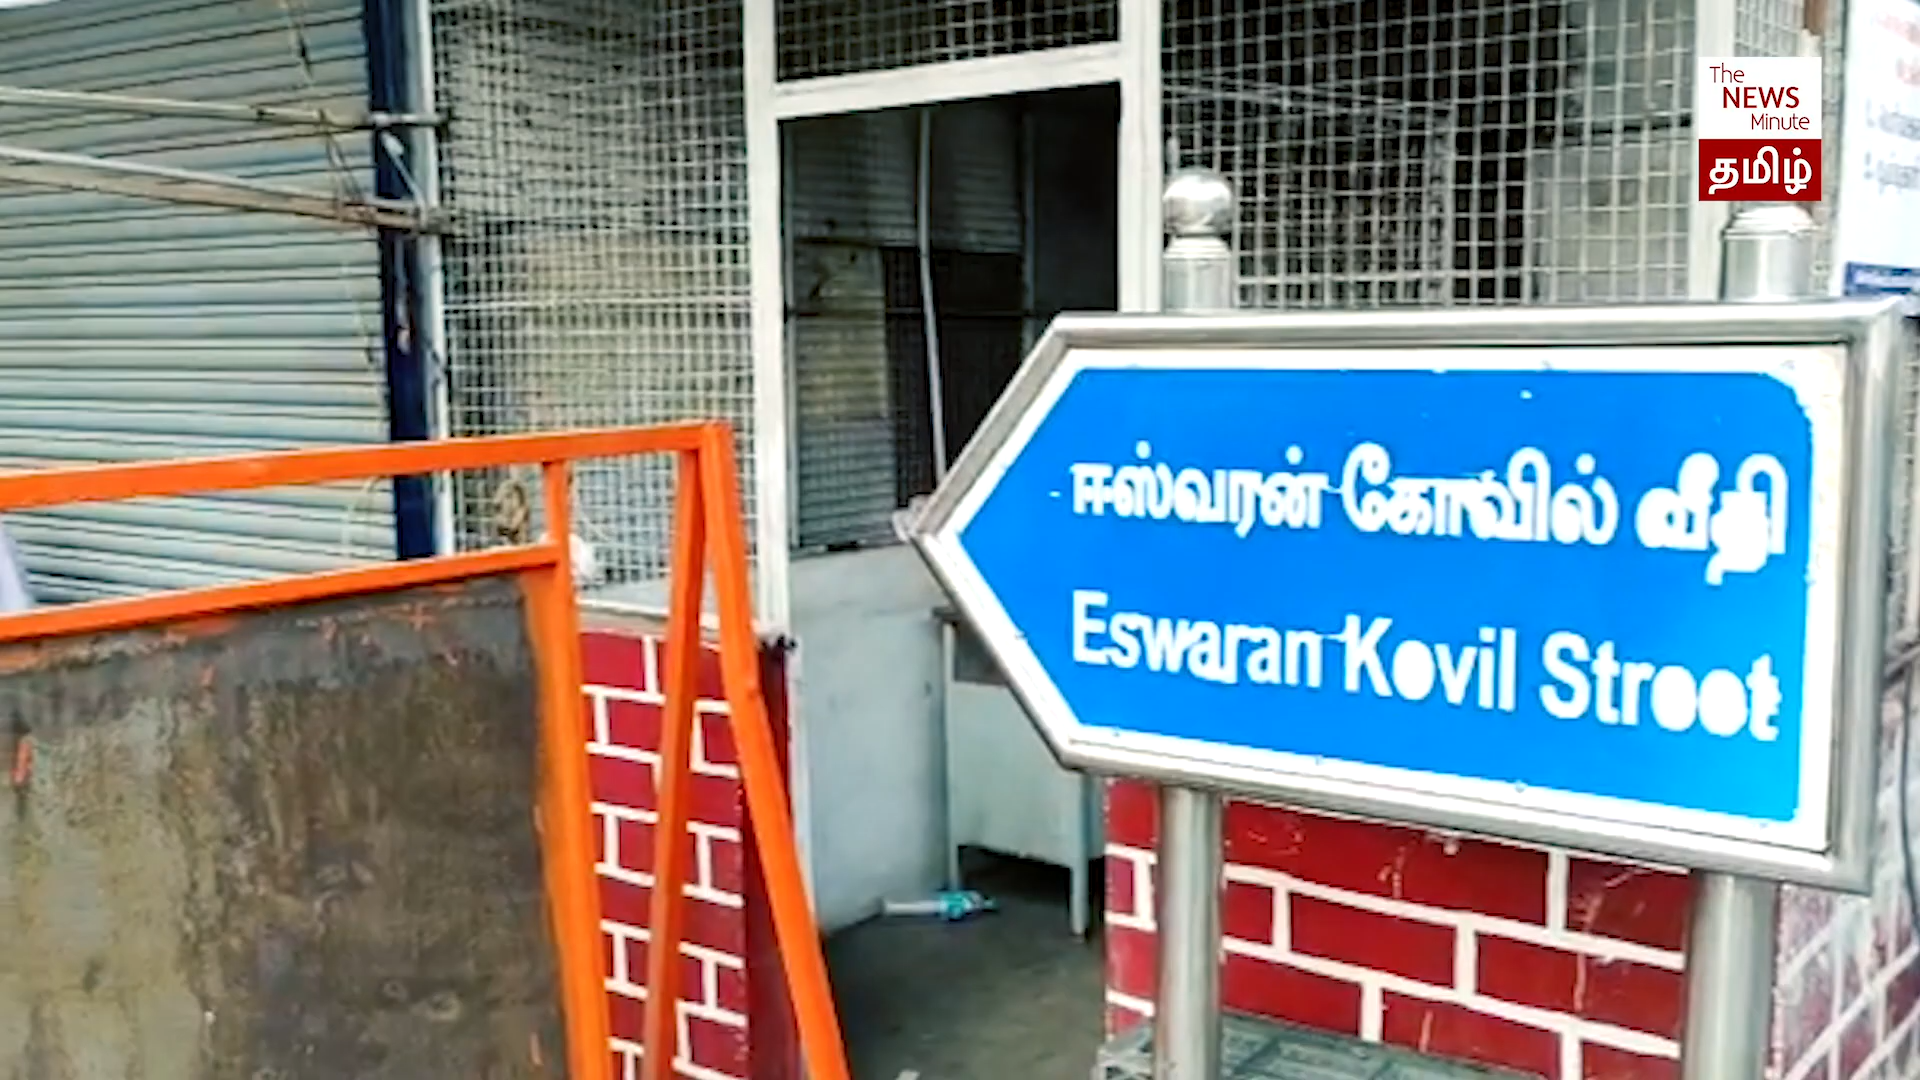 The
NEWS
Minute
தமிழ்
ஈஸ்வரன் கோவில் வீதி
Eswaran Kovil Street